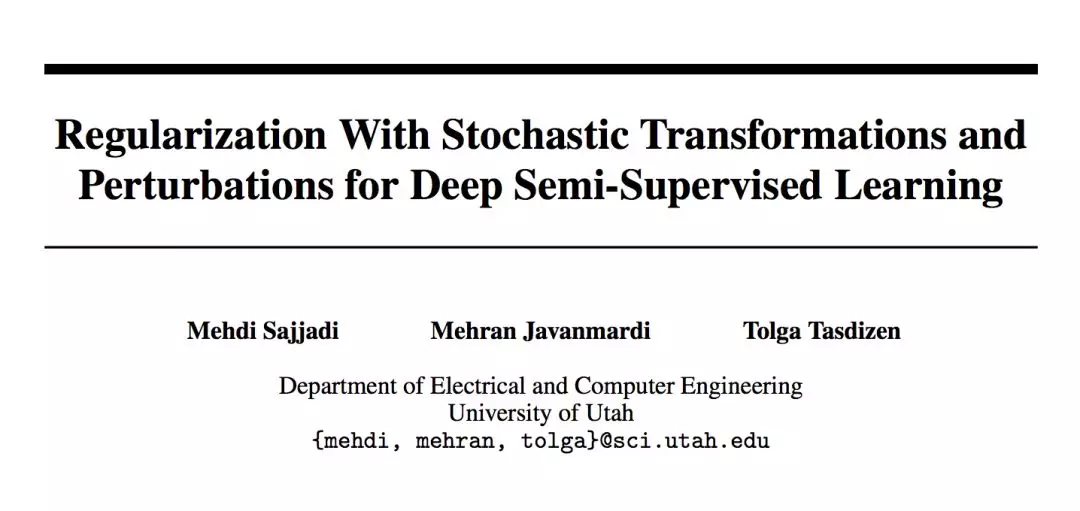 Regularization With Stochastic Transformations and
Perturbations for Deep Semi-Supervised Learning
Mehdi Sajjadi Mehran Javanmardi Tolga Tasdizen
Department of Electrical and Computer Engineering
University of Utah
{mehdi, mehran, tolga}@sci.utah.edu